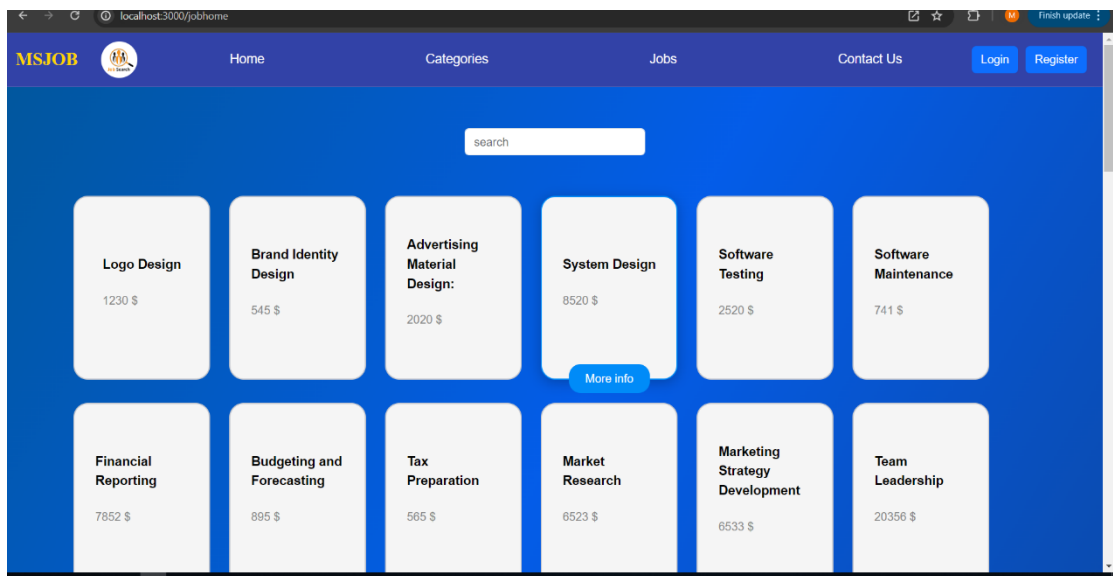 localhost:3000/jobhome
M
Finish update
MSJOB
Home
Categories
Jobs
Contact Us
Login
Register
search
Logo Design
1230 $
Brand Identity
Design
545 $
Advertising
Material
Design:
2020 $
System Design
8520 $
More info
Software
Testing
2520 $
Software
Maintenance
741 $
Financial
Reporting
7852 $
Budgeting and
Forecasting
895 $
Tax
Preparation
565 $
Market
Research
6523 $
Marketing
Strategy
Development
6533 $
Team
Leadership
20356 $